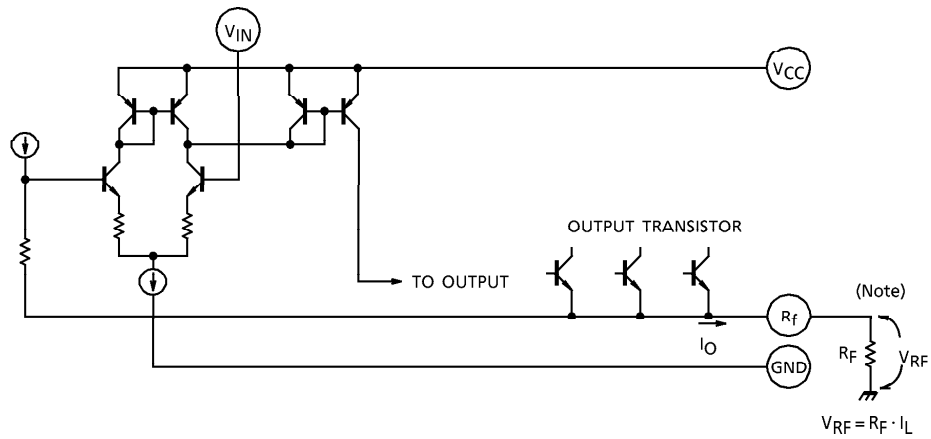 VIN
VCC
OUTPUT TRANSISTOR
TO OUTPUT
(Note)
Rf
IO
RF
VRF
GND
VRF = RF · IL